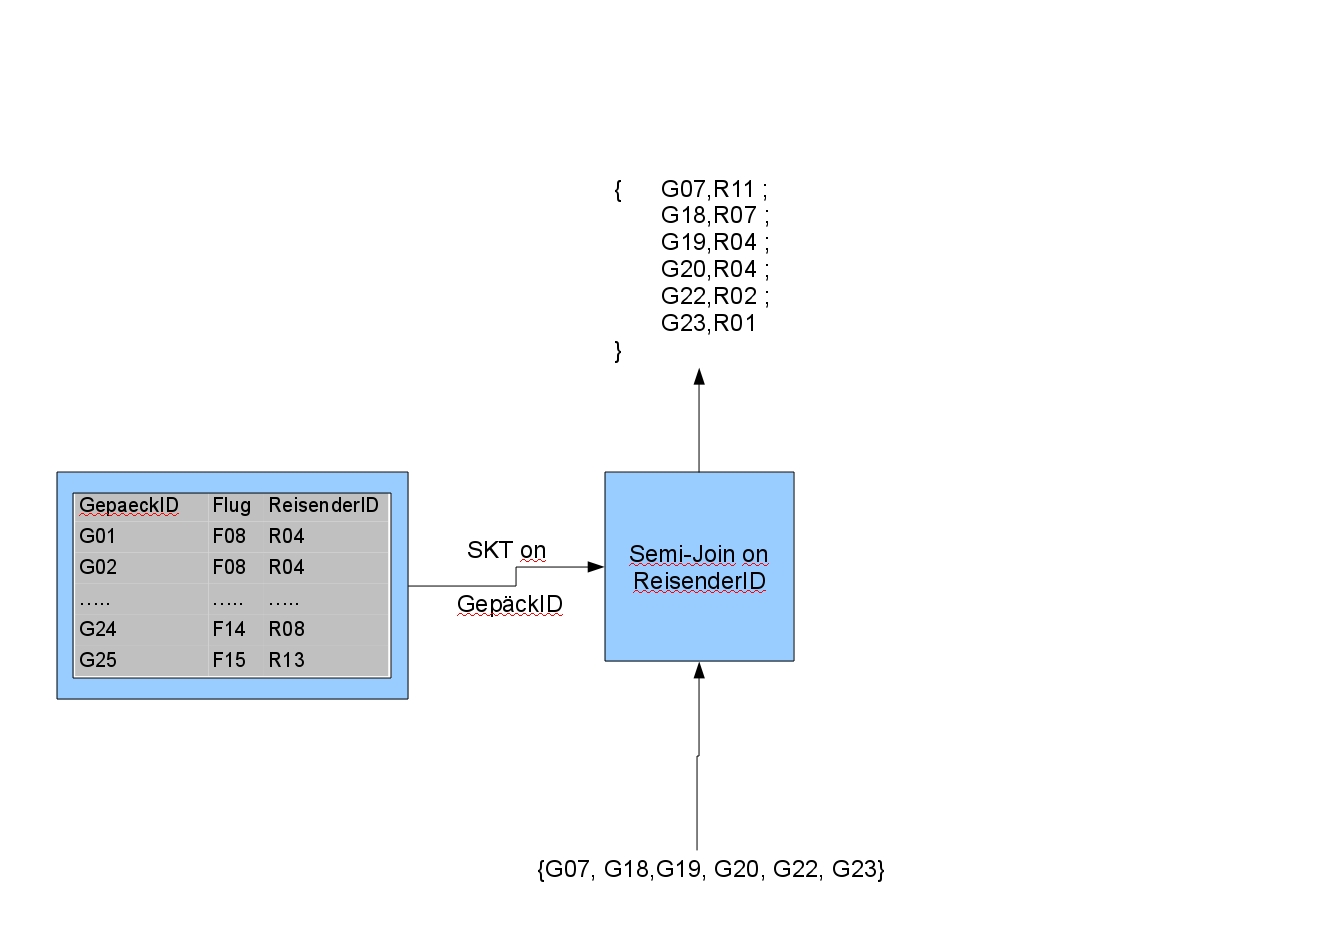 { G07,R11 ;
G18,R07 ;
G19,R04 ;
G20,R04 ;
G22,R02 ;
G23,R01
}
GepaeckID Flug ReisenderID
G01 F08 R04
G02 F08 R04
..... ..... .....
G24 F14 R08
G25 F15 R13
SKT on
GepäckID
Semi-Join on
ReisenderID
{G07, G18,G19, G20, G22, G23}